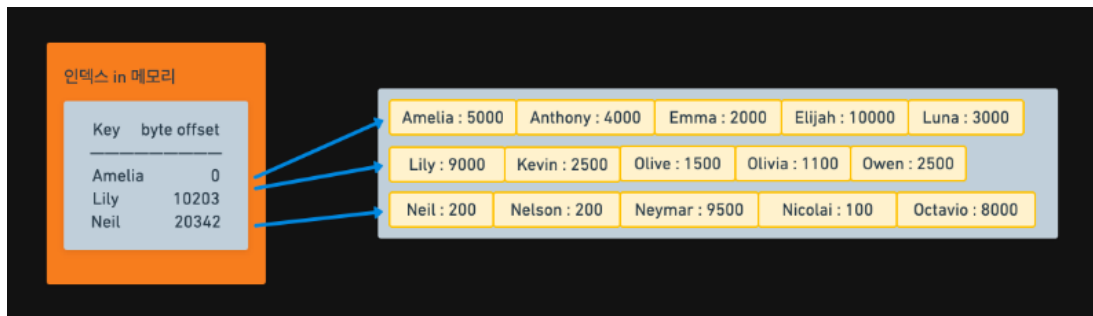 인덱스 in 메모리
Key byte offset
Amelia 0
Lily 10203
Neil 20342
Amelia : 5000 Anthony : 4000 Emma : 2000 Elijah : 10000 Luna : 3000
Lily : 9000 Kevin : 2500 Olive : 1500 Olivia : 1100 Owen : 2500
Neil : 200 Nelson : 200 Neymar : 9500 Nicolai : 100 Octavio : 8000